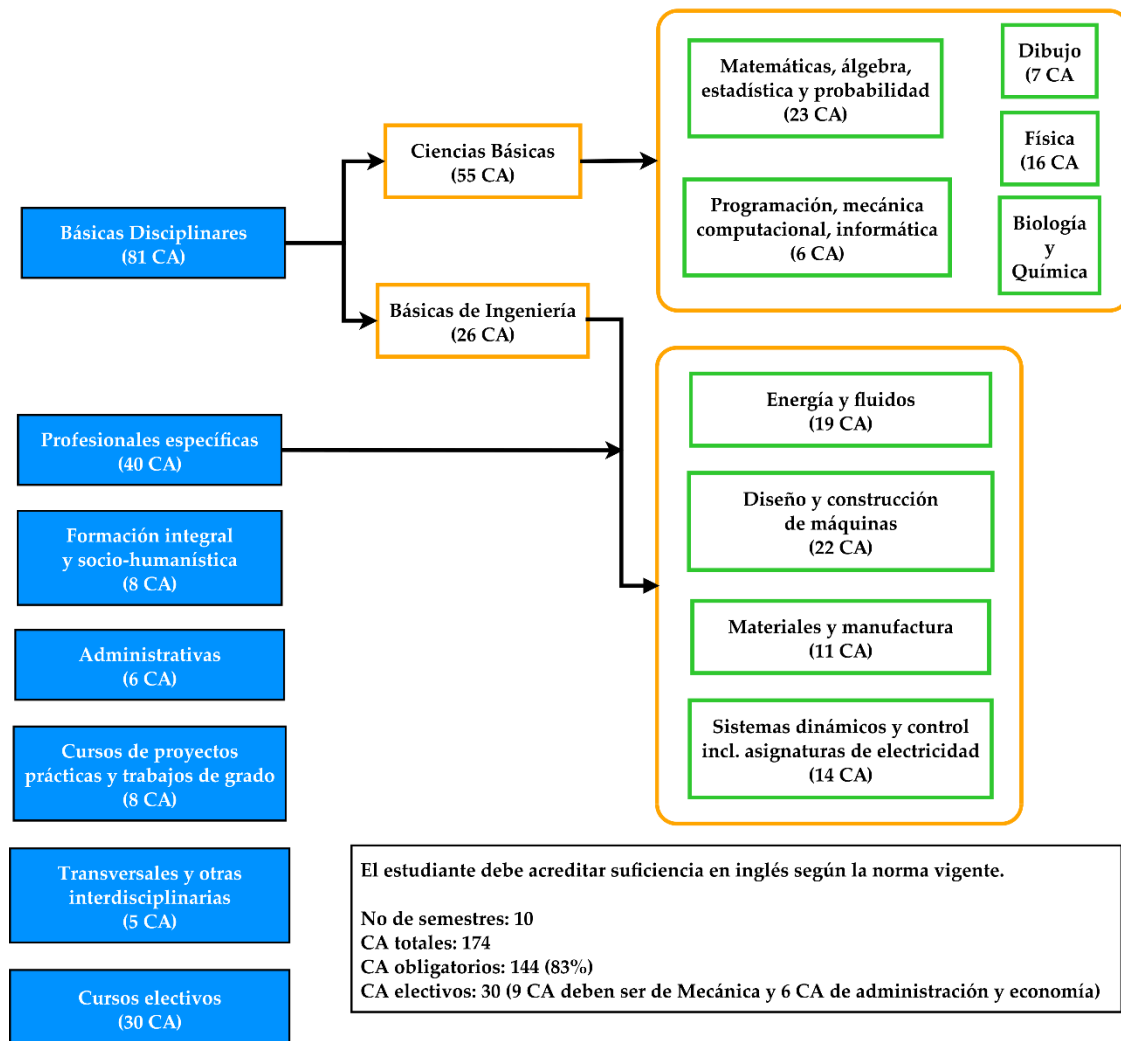 Básicas Disciplinares
(81 CA)
Ciencias Básicas
(55 CA)
Básicas de Ingeniería
(26 CA)
Matemáticas, álgebra,
estadística y probabilidad
(23 CA)
Programación, mecánica
computacional, informática
(6 CA)
Dibujo
(7 CA
Física
(16 CA
Biología
y
Química
Profesionales específicas
(40 CA)
Energía y fluidos
(19 CA)
Diseño y construcción
de máquinas
(22 CA)
Materiales y manufactura
(11 CA)
Sistemas dinámicos y control
incl. asignaturas de electricidad
(14 CA)
Formación integral
y socio-humanística
(8 CA)
Administrativas
(6 CA)
Cursos de proyectos
prácticas y trabajos de grado
(8 CA)
Transversales y otras
interdisciplinarias
(5 CA)
Cursos electivos
(30 CA)
El estudiante debe acreditar suficiencia en inglés según la norma vigente.
No de semestres: 10
CA totales: 174
CA obligatorios: 144 (83%)
CA electivos: 30 (9 CA deben ser de Mecánica y 6 CA de administración y economía)